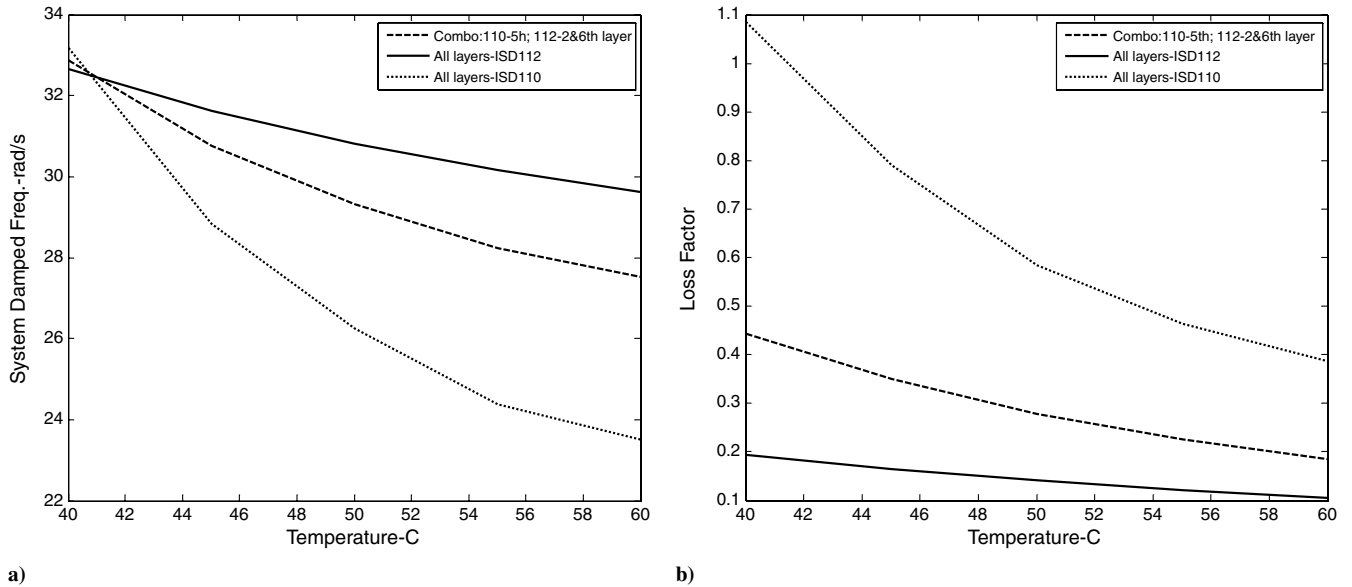 34
32
30
28
26
24
22
System Damped Freq.-rad/s
Combo:110-5h; 112-2&6th layer
All layers-ISD112
All layers-ISD110
40 42 44 46 48 50 52 54 56 58 60
Temperature-C
a)
1.1
1
0.9
0.8
0.7
0.6
0.5
0.4
0.3
0.2
0.1
Loss Factor
Combo:110-5th; 112-2&6th layer
All layers-ISD112
All layers-ISD110
40 42 44 46 48 50 52 54 56 58 60
Temperature-C
b)